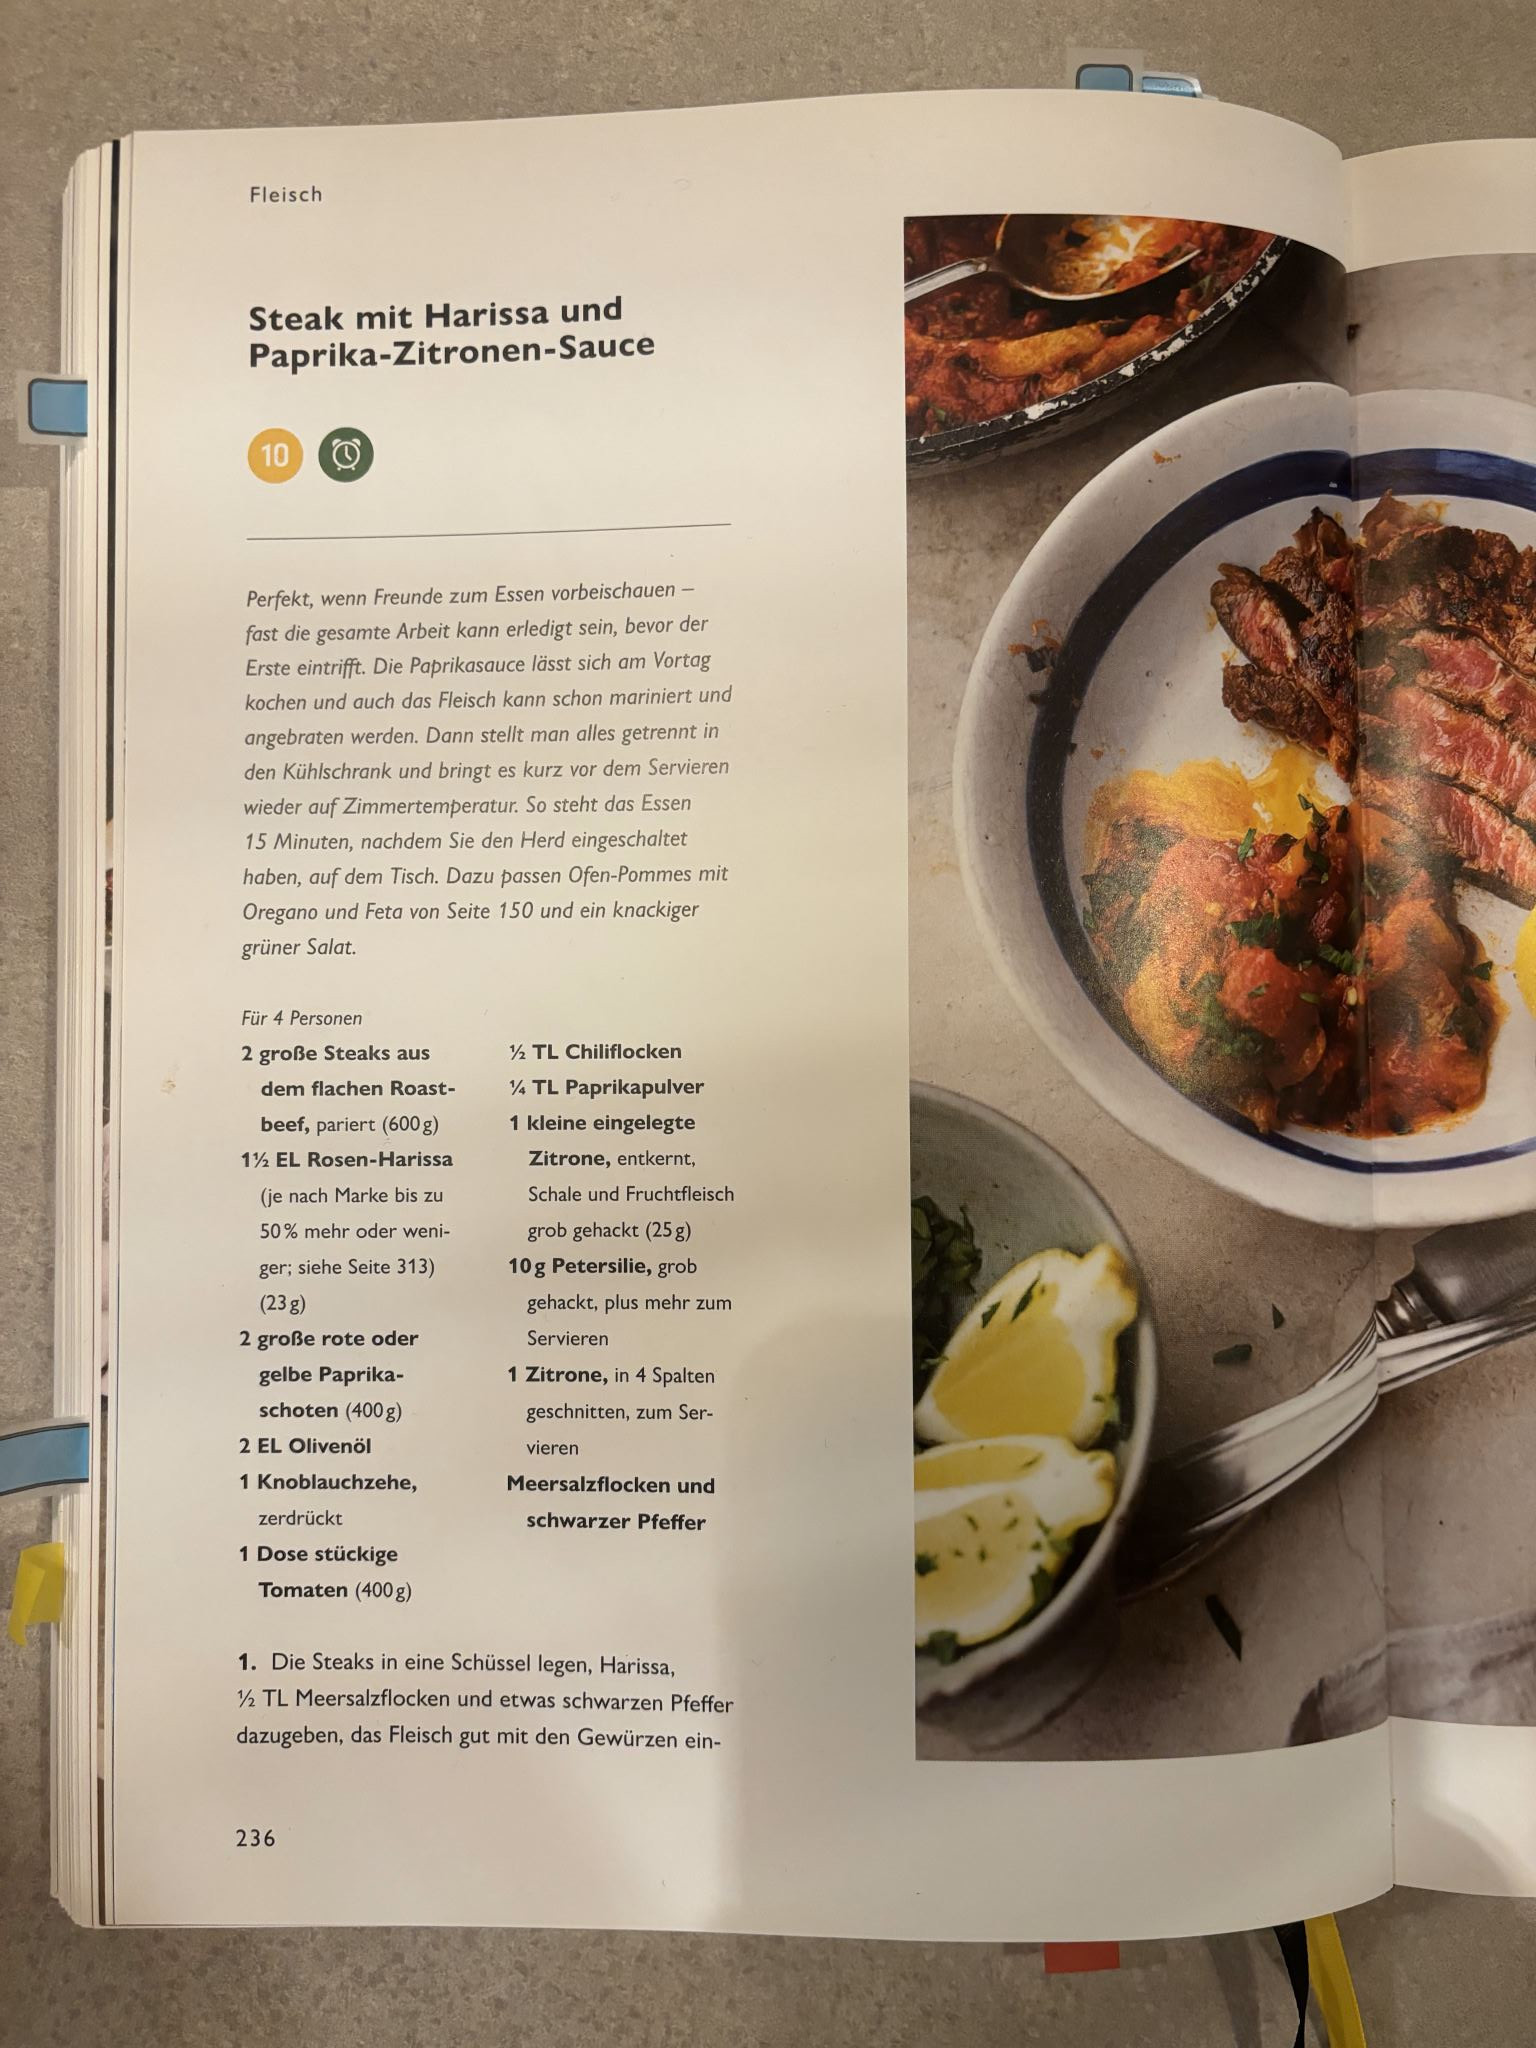 Fleisch
Steak mit Harissa und
Paprika-Zitronen-Sauce
10
Perfekt, wenn Freunde zum Essen vorbeischauen –
fast die gesamte Arbeit kann erledigt sein, bevor der
Erste eintrifft. Die Paprikasauce lässt sich am Vortag
kochen und auch das Fleisch kann schon mariniert und
angebraten werden. Dann stellt man alles getrennt in
den Kühlschrank und bringt es kurz vor dem Servieren
wieder auf Zimmertemperatur. So steht das Essen
15 Minuten, nachdem Sie den Herd eingeschaltet
haben, auf dem Tisch. Dazu passen Ofen-Pommes mit
Oregano und Feta von Seite 150 und ein knackiger
grüner Salat.
Für 4 Personen
2 große Steaks aus
dem flachen Roast-
beef, pariert (600 g)
1½ EL Rosen-Harissa
(je nach Marke bis zu
50 % mehr oder weni-
ger; siehe Seite 313)
(23 g)
2 große rote oder
gelbe Paprika-
schoten (400 g)
2 EL Olivenöl
1 Knoblauchzehe,
zerdrückt
1 Dose stückige
Tomaten (400 g)
½ TL Chiliflocken
¼ TL Paprikapulver
1 kleine eingelegte
Zitrone, entkernt,
Schale und Fruchtfleisch
grob gehackt (25 g)
10 g Petersilie, grob
gehackt, plus mehr zum
Servieren
1 Zitrone, in 4 Spalten
geschnitten, zum Ser-
vieren
Meersalzflocken und
schwarzer Pfeffer
1. Die Steaks in eine Schüssel legen, Harissa,
½ TL Meersalzflocken und etwas schwarzen Pfeffer
dazugeben, das Fleisch gut mit den Gewürzen ein-
236